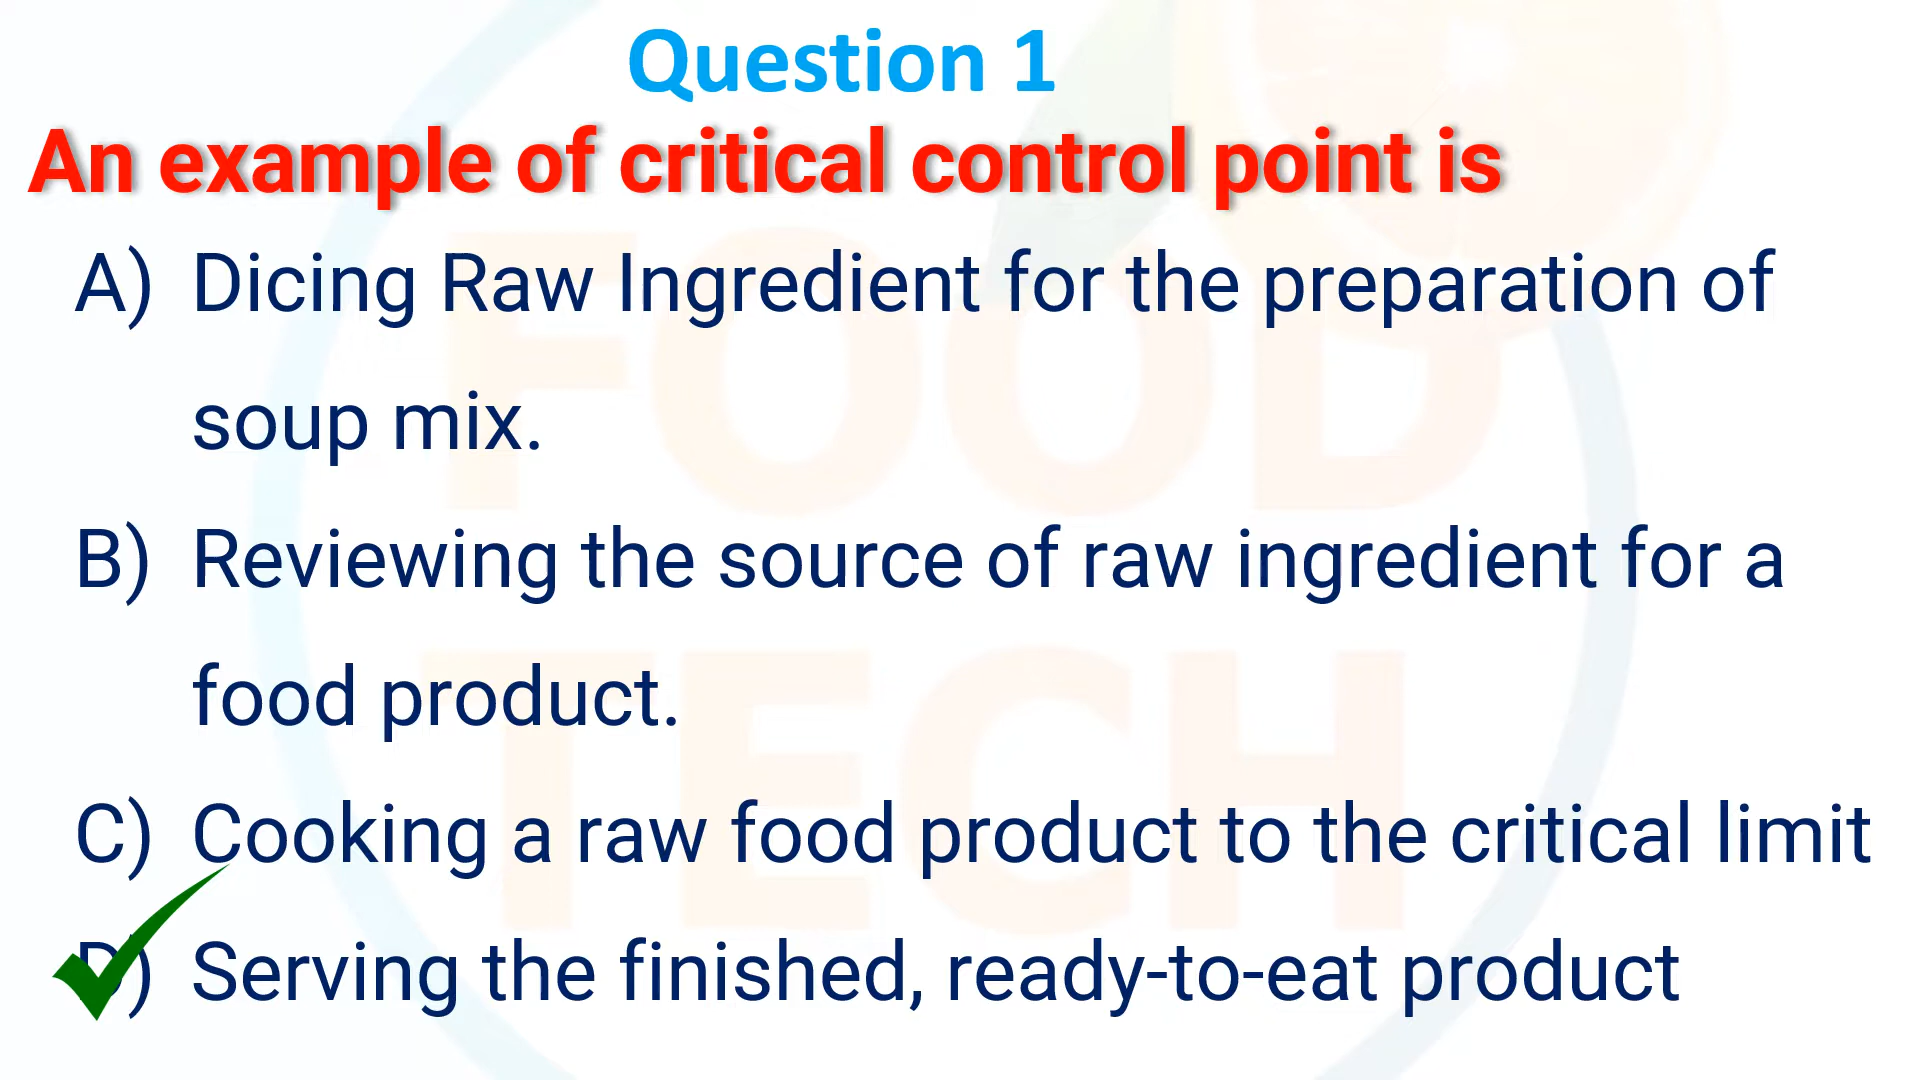 Question 1
An example of critical control point is
A) Dicing Raw Ingredient for the preparation of
soup mix.
B) Reviewing the source of raw ingredient for a
food product.
C) Cooking a raw food product to the critical limit
D) Serving the finished, ready-to-eat product
FOOD
TECH